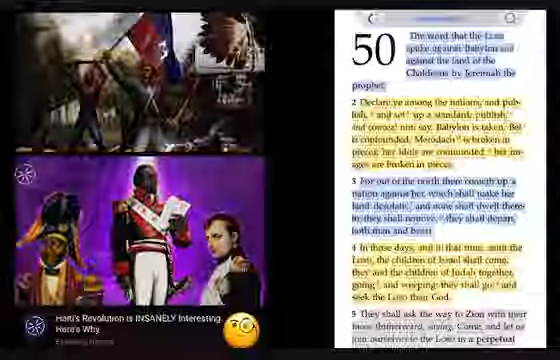 Haiti's Revolution is INSANELY Interesting.
Here's Why
50 The word that the LORD
spake against Babylon and
against the land of the
Chaldeans by Jeremiah the
prophet.
2 Declare ye among the nations, and pub-
lish, and set up a standard; publish,
and conceal not: say, Babylon is taken, Bel
is confounded, Merodach is broken in
pieces; her idols are confounded, her im-
ages are broken in pieces.
3 For out of the north there cometh up a
nation against her, which shall make her
land desolate, and none shall dwell therein:
they shall remove, they shall depart,
both man and beast.
4 In those days, and in that time, saith the
LORD, the children of Israel shall come,
they and the children of Judah together,
going and weeping: they shall go, and
seek the LORD their God.
5 They shall ask the way to Zion with their
faces thitherward, saying, Come, and let us
join ourselves to the LORD in a perpetual